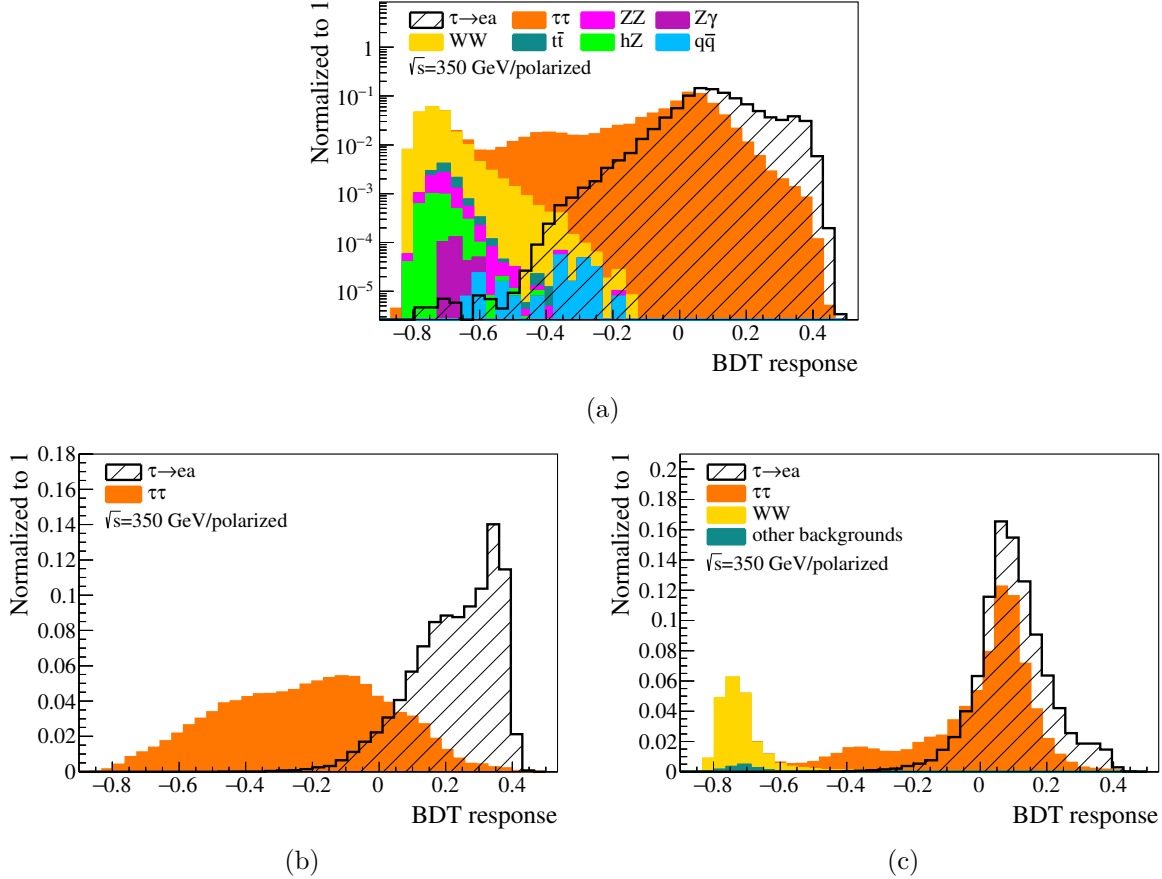 τ→ea ττ ZZ Zγ
WW tt̄ hZ qq̄
√s=350 GeV/polarized
Normalized to 1
1
10⁻¹
10⁻²
10⁻³
10⁻⁴
10⁻⁵
−0.8 −0.6 −0.4 −0.2 0 0.2 0.4
BDT response
(a)
τ→ea
ττ
√s=350 GeV/polarized
Normalized to 1
0.18
0.16
0.14
0.12
0.1
0.08
0.06
0.04
0.02
0
−0.8 −0.6 −0.4 −0.2 0 0.2 0.4
BDT response
(b)
τ→ea
ττ
WW
other backgrounds
√s=350 GeV/polarized
Normalized to 1
0.2
0.18
0.16
0.14
0.12
0.1
0.08
0.06
0.04
0.02
0
−0.8 −0.6 −0.4 −0.2 0 0.2 0.4
BDT response
(c)